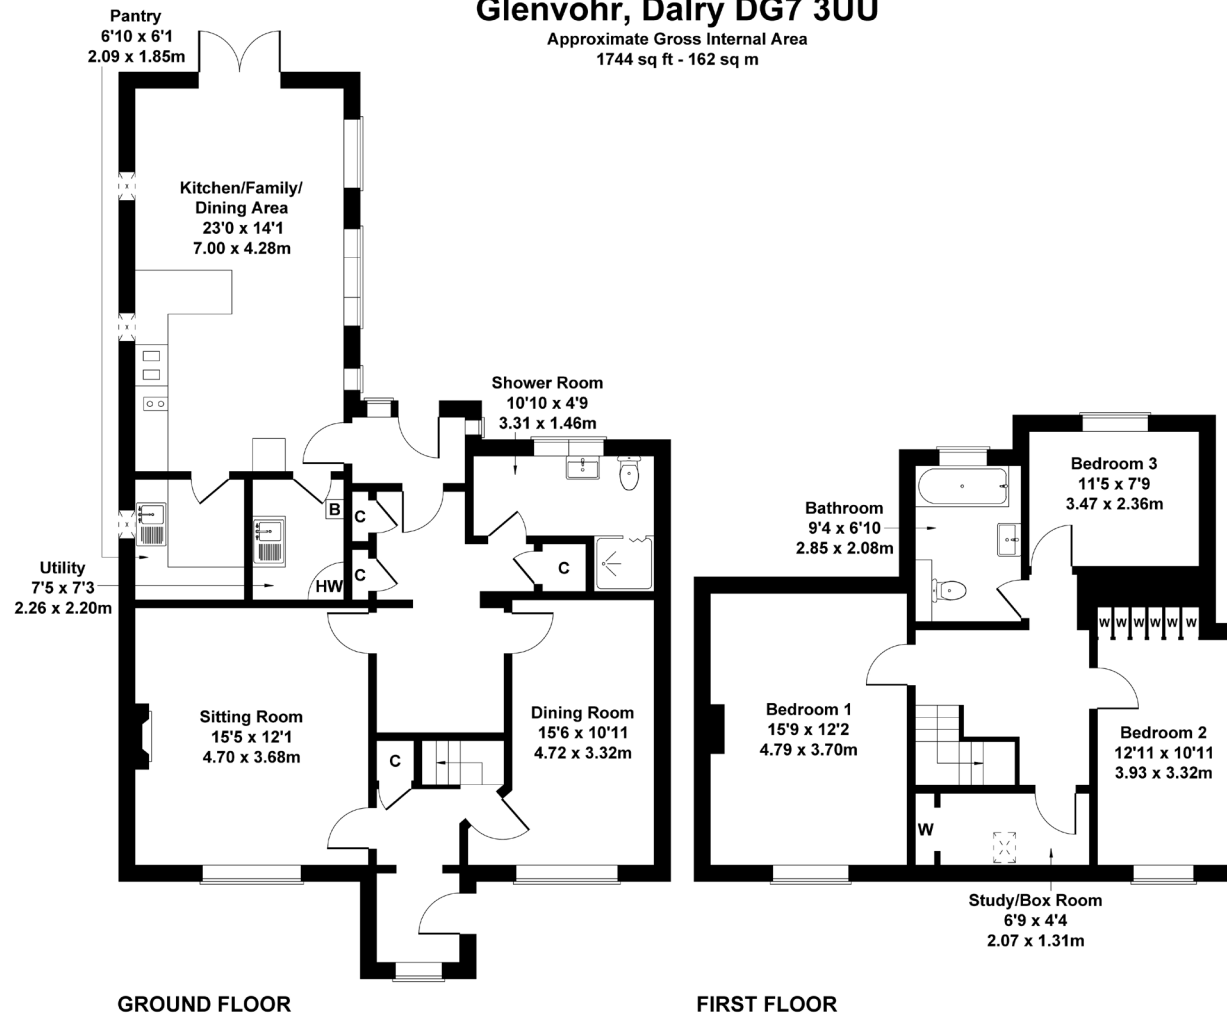 Glenvohr, Dalry DG7 3UU
Approximate Gross Internal Area
1744 sq ft - 162 sq m
Pantry
6'10 x 6'1
2.09 x 1.85m
Kitchen/Family/
Dining Area
23'0 x 14'1
7.00 x 4.28m
Shower Room
10'10 x 4'9
3.31 x 1.46m
B
C
C
C
HW
Utility
7'5 x 7'3
2.26 x 2.20m
Sitting Room
15'5 x 12'1
4.70 x 3.68m
Dining Room
15'6 x 10'11
4.72 x 3.32m
C
GROUND FLOOR
Bedroom 3
11'5 x 7'9
3.47 x 2.36m
Bathroom
9'4 x 6'10
2.85 x 2.08m
W W W W W W
Bedroom 1
15'9 x 12'2
4.79 x 3.70m
Bedroom 2
12'11 x 10'11
3.93 x 3.32m
W
Study/Box Room
6'9 x 4'4
2.07 x 1.31m
FIRST FLOOR